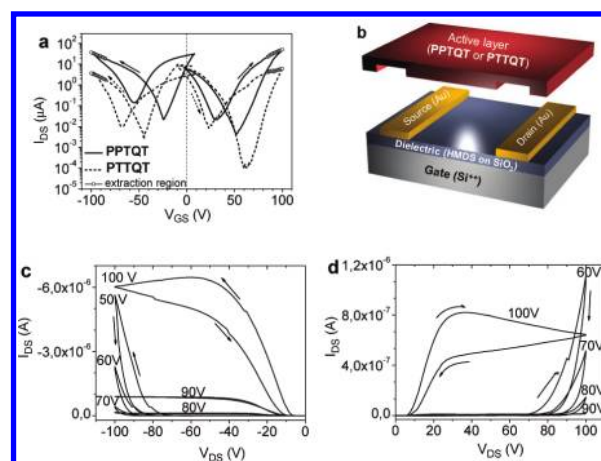 a
10²
10¹
10⁰
10⁻¹
10⁻²
10⁻³
10⁻⁴
10⁻⁵
I_DS (µA)
PPTQT
PTTQT
extraction region
-100 -50 0 50 100
V_GS (V)
b
Active layer
(PPTQT or PTTQT)
Source (Au)
Drain (Au)
Dielectric (HMDS on SiO₂)
Gate (Si⁺⁺)
c
-6,0x10⁻⁶
-3,0x10⁻⁶
0,0
I_DS (A)
100 V
50 V
60V
70V
90V
80V
-100 -80 -60 -40 -20 0
V_DS (V)
d
1,2x10⁻⁶
8,0x10⁻⁷
4,0x10⁻⁷
0,0
I_DS (A)
60V
100V
70V
80V
90V
0 20 40 60 80 100
V_DS (V)